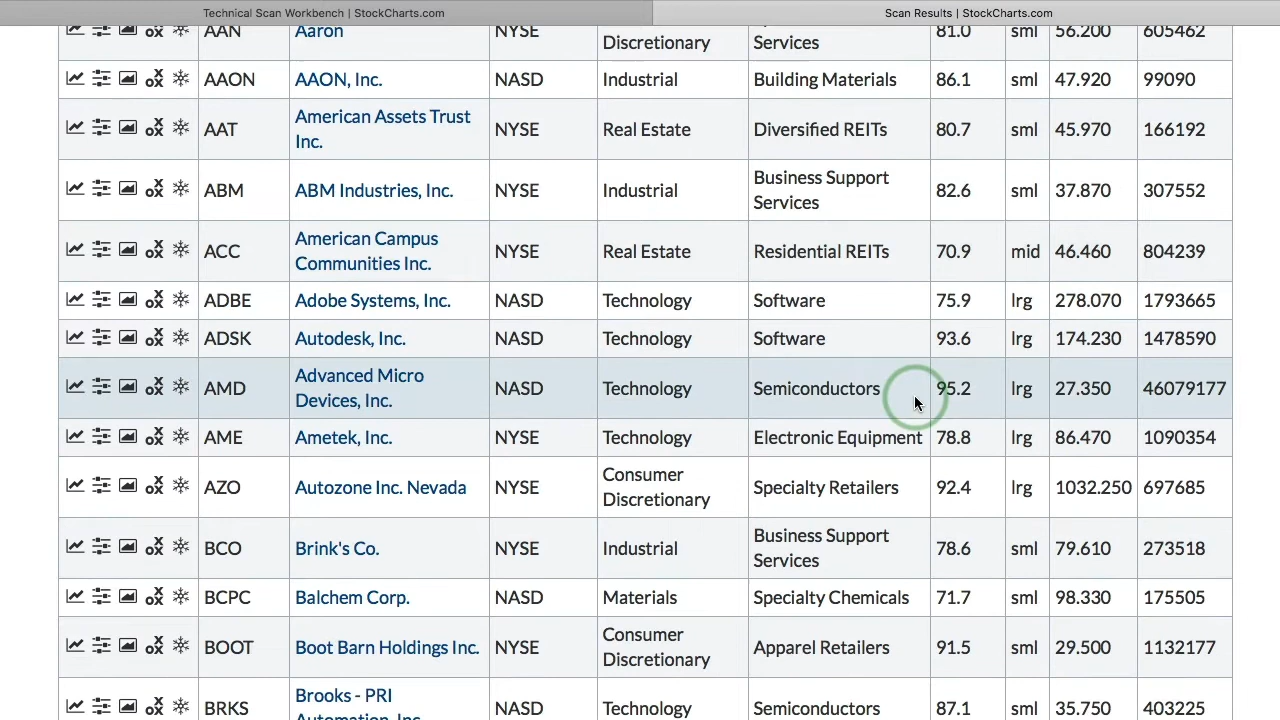 Technical Scan Workbench | StockCharts.com
Scan Results | StockCharts.com
AAN Aaron NYSE Discretionary Services 81.0 sml 56.200 605462
AAON AAON, Inc. NASD Industrial Building Materials 86.1 sml 47.920 99090
AAT American Assets Trust Inc. NYSE Real Estate Diversified REITs 80.7 sml 45.970 166192
ABM ABM Industries, Inc. NYSE Industrial Business Support Services 82.6 sml 37.870 307552
ACC American Campus Communities Inc. NYSE Real Estate Residential REITs 70.9 mid 46.460 804239
ADBE Adobe Systems, Inc. NASD Technology Software 75.9 lrg 278.070 1793665
ADSK Autodesk, Inc. NASD Technology Software 93.6 lrg 174.230 1478590
AMD Advanced Micro Devices, Inc. NASD Technology Semiconductors 95.2 lrg 27.350 46079177
AME Ametek, Inc. NYSE Technology Electronic Equipment 78.8 lrg 86.470 1090354
AZO Autozone Inc. Nevada NYSE Consumer Discretionary Specialty Retailers 92.4 lrg 1032.250 697685
BCO Brink's Co. NYSE Industrial Business Support Services 78.6 sml 79.610 273518
BCPC Balchem Corp. NASD Materials Specialty Chemicals 71.7 sml 98.330 175505
BOOT Boot Barn Holdings Inc. NYSE Consumer Discretionary Apparel Retailers 91.5 sml 29.500 1132177
BRKS Brooks - PRI Automation, Inc. NASD Technology Semiconductors 87.1 sml 35.750 403225